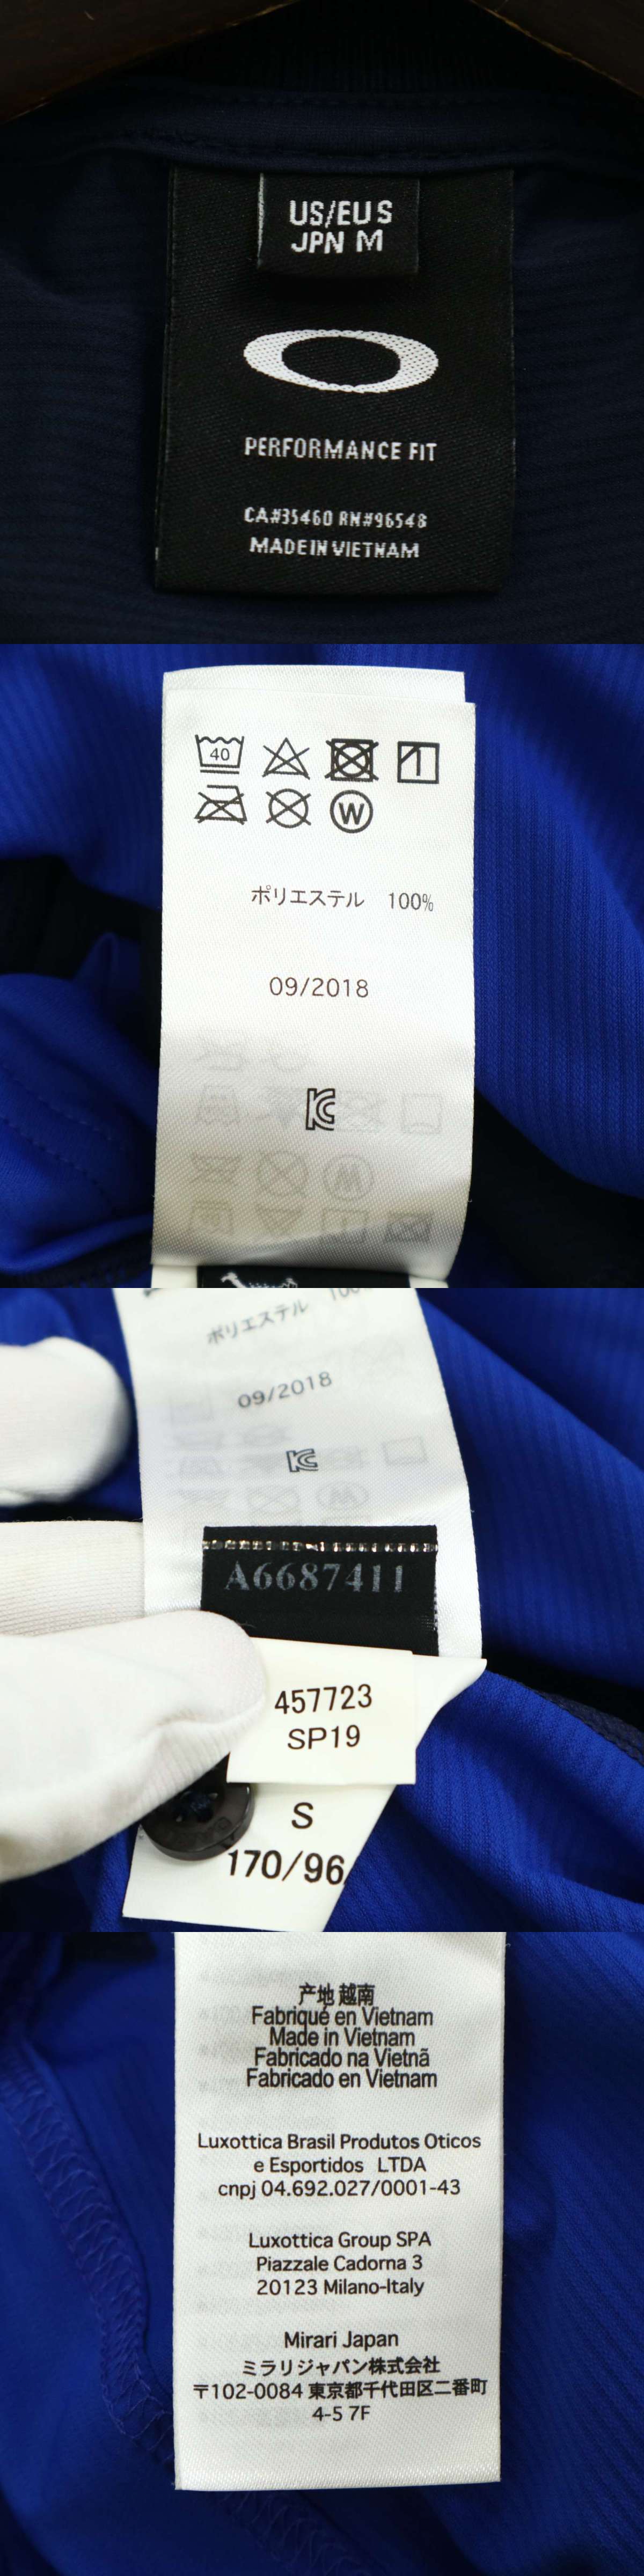 US/EU S
JPN M
PERFORMANCE FIT
CA#35460 RN#96548
MADE IN VIETNAM
40
W
ポリエステル 100%
09/2018
ポリエステル 100
09/2018
A6687411
457723
SP19
S
170/96
产地 越南
Fabriqué en Vietnam
Made in Vietnam
Fabricado na Vietnã
Fabricado en Vietnam
Luxottica Brasil Produtos Oticos
e Esportidos LTDA
cnpj 04.692.027/0001-43
Luxottica Group SPA
Piazzale Cadorna 3
20123 Milano-Italy
Mirari Japan
ミラリジャパン株式会社
〒102-0084 東京都千代田区二番町
4-5 7F